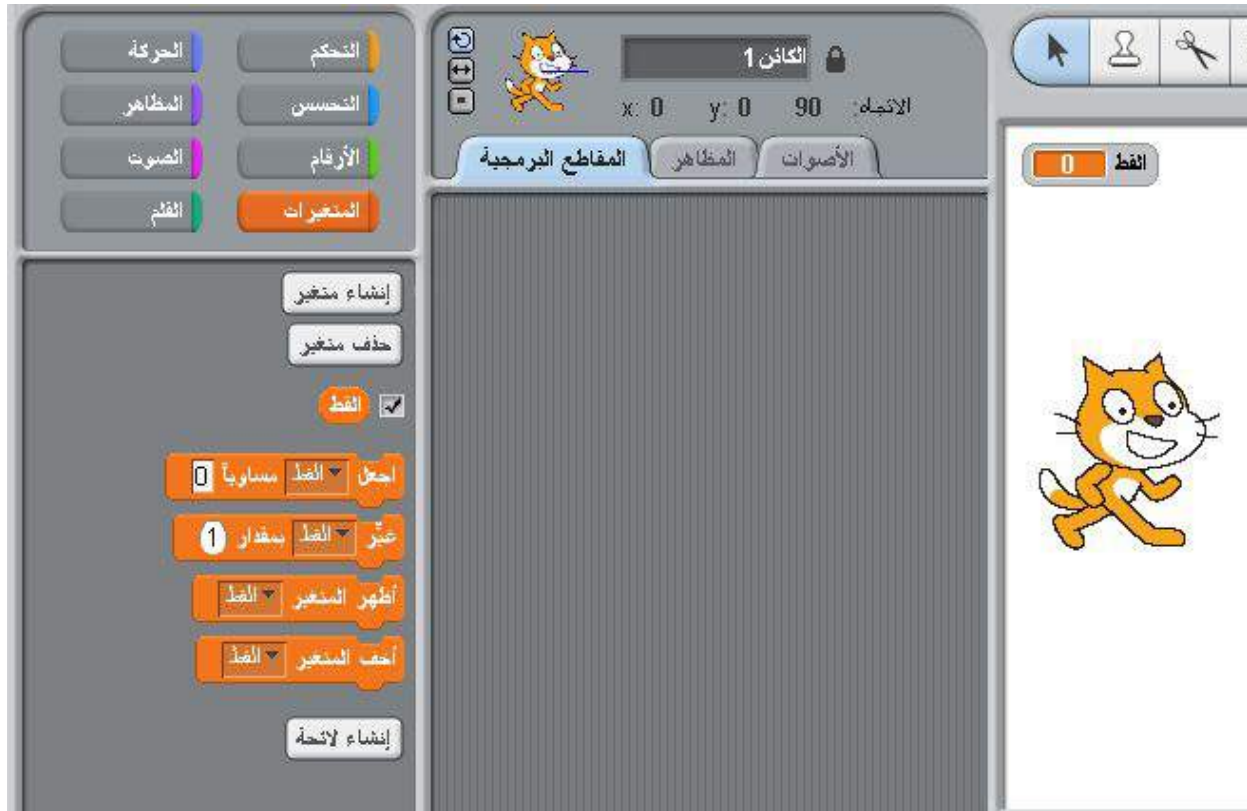 التحكم الحركة
التحسس المظاهر
الأرقام الصوت
المتغيرات القلم
إنشاء متغير
حذف متغير
القط
اجعل القط مساوياً 0
غيّر القط بمقدار 1
أظهر المتغير القط
أخف المتغير القط
إنشاء لائحة
الكائن 1
الاتجاه: 90 y: 0 x: 0
الأصوات المظاهر المقاطع البرمجية
القط 0